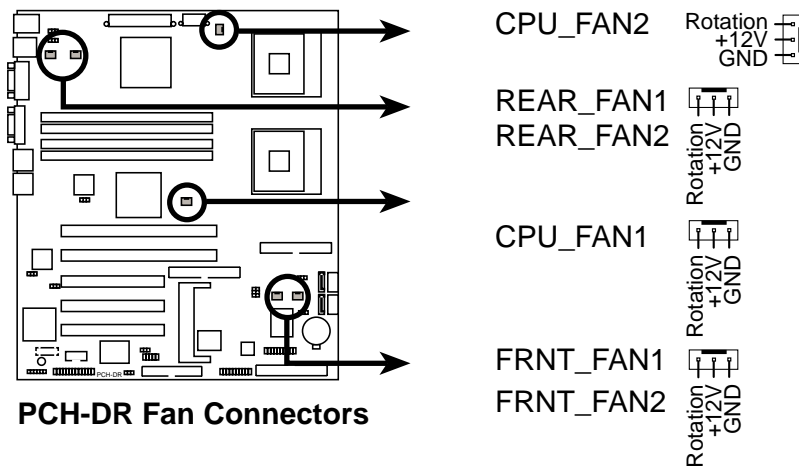 CPU_FAN2
Rotation
+12V
GND
REAR_FAN1
REAR_FAN2
Rotation
+12V
GND
CPU_FAN1
Rotation
+12V
GND
FRNT_FAN1
FRNT_FAN2
Rotation
+12V
GND
PCH-DR
PCH-DR Fan Connectors